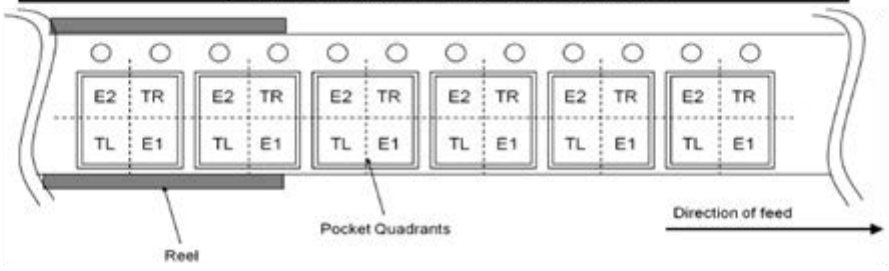 E2 TR E2 TR E2 TR E2 TR E2 TR E2 TR
TL E1 TL E1 TL E1 TL E1 TL E1 TL E1
Direction of feed
Pocket Quadrants
Reel